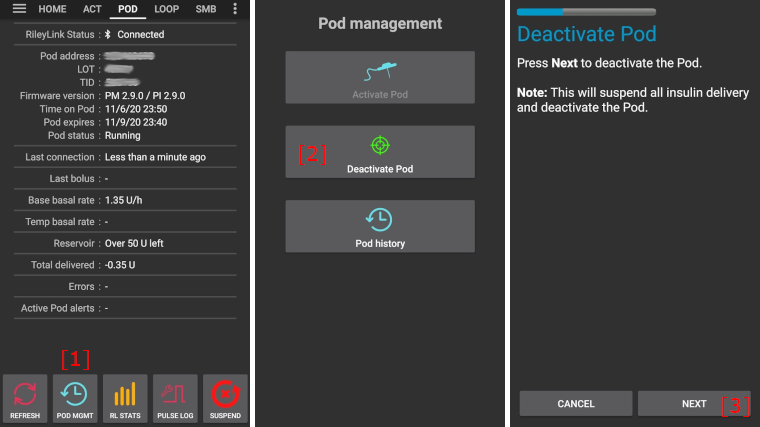 HOME ACT POD LOOP SMB
RileyLink Status : Connected
Pod address :
LOT :
TID :
Firmware version : PM 2.9.0 / PI 2.9.0
Time on Pod : 11/6/20 23:50
Pod expires : 11/9/20 23:40
Pod status : Running
Last connection : Less than a minute ago
Last bolus : -
Base basal rate : 1.35 U/h
Temp basal rate : -
Reservoir : Over 50 U left
Total delivered : -0.35 U
Errors : -
Active Pod alerts : -
[1]
REFRESH POD MGMT RL STATS PULSE LOG SUSPEND
Pod management
Activate Pod
[2]
Deactivate Pod
Pod history
Deactivate Pod
Press Next to deactivate the Pod.
Note: This will suspend all insulin delivery
and deactivate the Pod.
CANCEL NEXT [3]